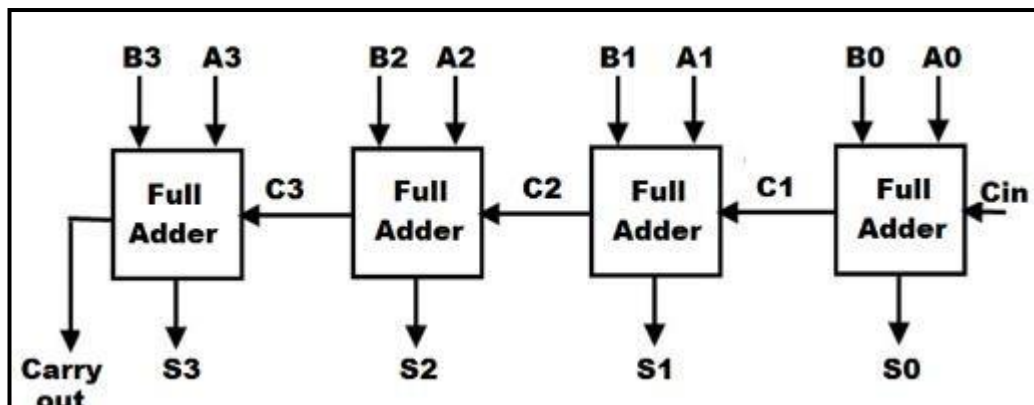 B3 A3 B2 A2 B1 A1 B0 A0
Full Adder
C3
Full Adder
C2
Full Adder
C1
Full Adder
Cin
Carry out
S3 S2 S1 S0